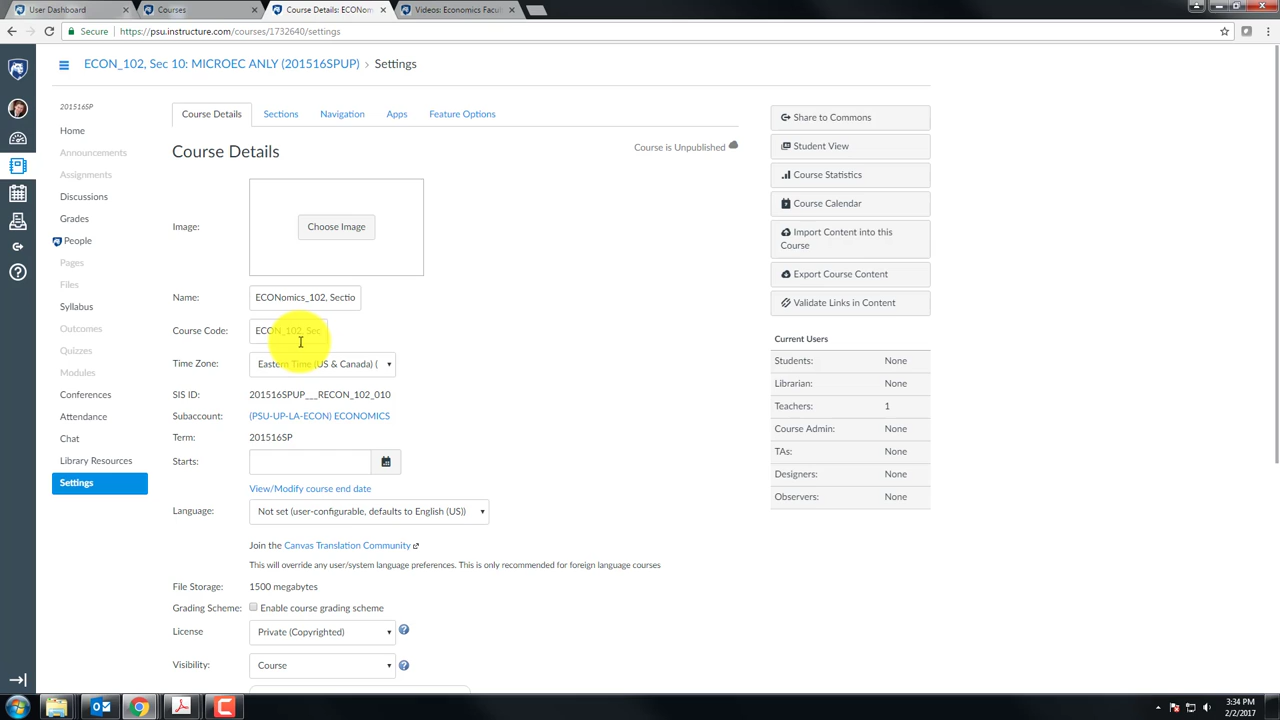 User Dashboard
Courses
Course Details: ECONom
Videos: Economics Facul
Secure
https://psu.instructure.com/courses/1732640/settings
ECON_102, Sec 10: MICROEC ANLY (201516SPUP) > Settings
201516SP
Home
Announcements
Assignments
Discussions
Grades
People
Pages
Files
Syllabus
Outcomes
Quizzes
Modules
Conferences
Attendance
Chat
Library Resources
Settings
Course Details
Sections
Navigation
Apps
Feature Options
Course Details
Course is Unpublished
Image:
Choose Image
Name: ECONomics_102, Sectio
Course Code: ECON_102, Sec
Time Zone: Eastern Time (US & Canada) (
SIS ID: 201516SPUP___RECON_102_010
Subaccount: (PSU-UP-LA-ECON) ECONOMICS
Term: 201516SP
Starts:
View/Modify course end date
Language: Not set (user-configurable, defaults to English (US))
Join the Canvas Translation Community
This will override any user/system language preferences. This is only recommended for foreign language courses
File Storage: 1500 megabytes
Grading Scheme: Enable course grading scheme
License Private (Copyrighted)
Visibility: Course
Share to Commons
Student View
Course Statistics
Course Calendar
Import Content into this
Course
Export Course Content
Validate Links in Content
Current Users
Students: None
Librarian: None
Teachers: 1
Course Admin: None
TAs: None
Designers: None
Observers: None
3:34 PM
2/2/2017